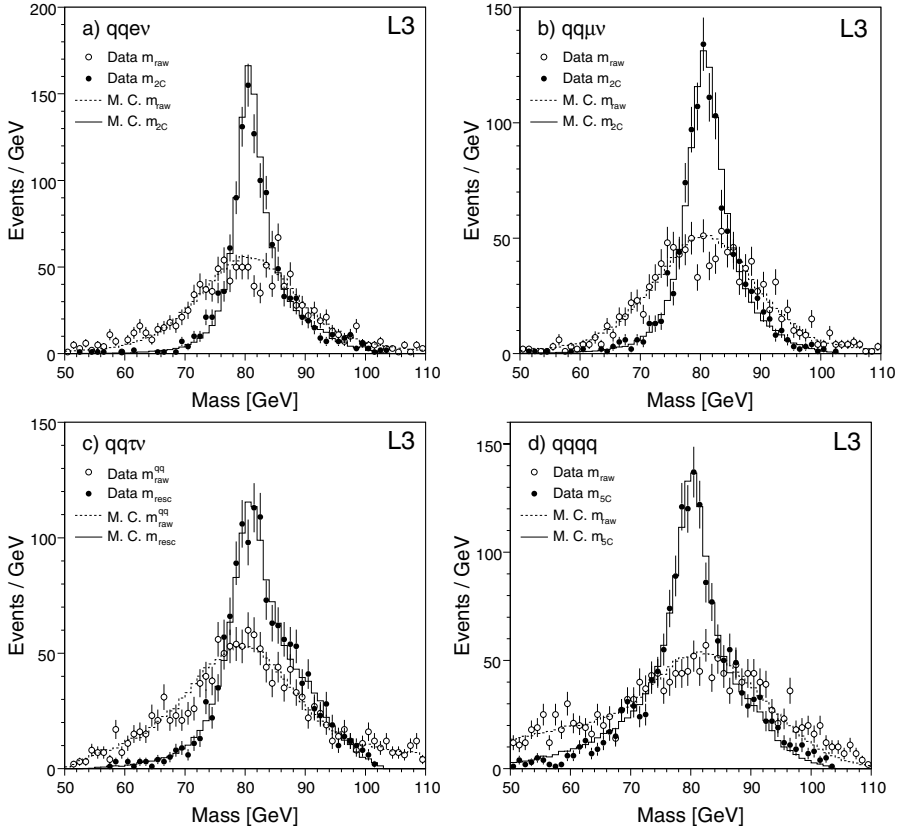 a) qqeν
L3
Data m_raw
Data m_2C
M. C. m_raw
M. C. m_2C
Events / GeV
200
150
100
50
0
50 60 70 80 90 100 110
Mass [GeV]
b) qqμν
L3
Data m_raw
Data m_2C
M. C. m_raw
M. C. m_2C
Events / GeV
150
100
50
0
50 60 70 80 90 100 110
Mass [GeV]
c) qqτν
L3
Data m_raw^qq
Data m_resc
M. C. m_raw^qq
M. C. m_resc
Events / GeV
150
100
50
0
50 60 70 80 90 100 110
Mass [GeV]
d) qqqq
L3
Data m_raw
Data m_5C
M. C. m_raw
M. C. m_5C
Events / GeV
150
100
50
0
50 60 70 80 90 100 110
Mass [GeV]